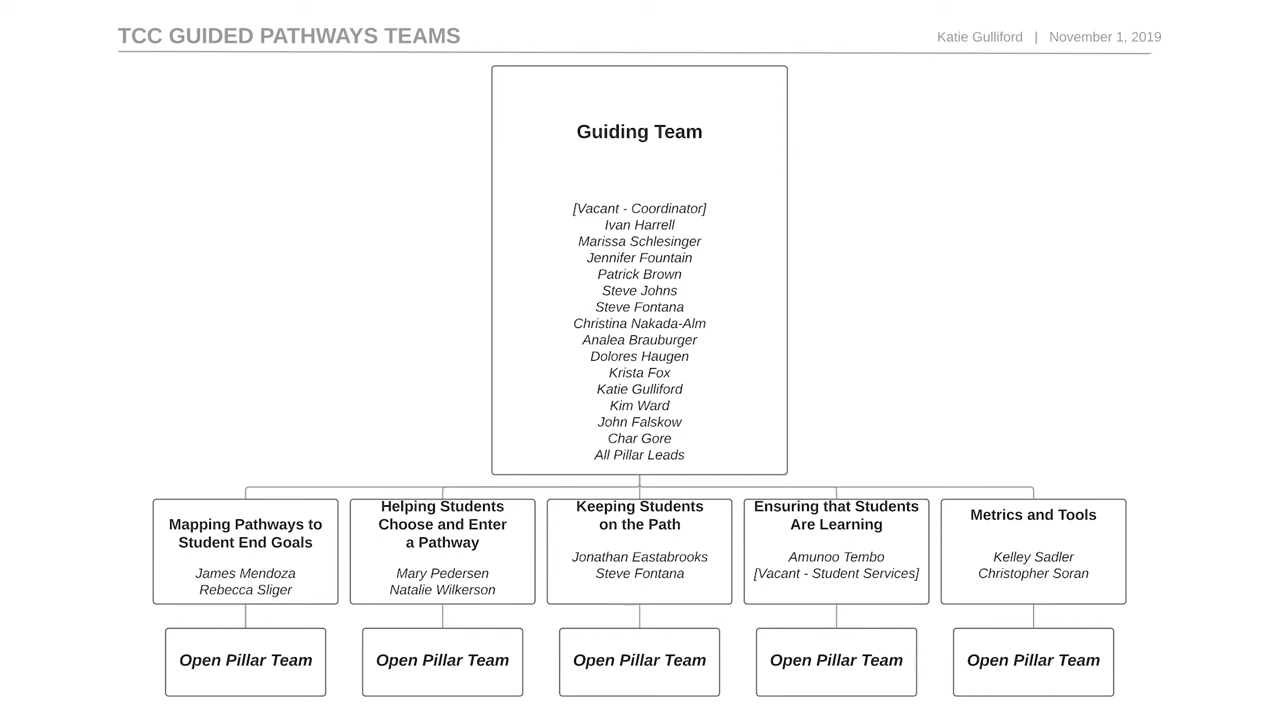 TCC GUIDED PATHWAYS TEAMS
Katie Gulliford | November 1, 2019
Guiding Team
[Vacant - Coordinator]
Ivan Harrell
Marissa Schlesinger
Jennifer Fountain
Patrick Brown
Steve Johns
Steve Fontana
Christina Nakada-Alm
Analea Brauburger
Dolores Haugen
Krista Fox
Katie Gulliford
Kim Ward
John Falskow
Char Gore
All Pillar Leads
Mapping Pathways to
Student End Goals
James Mendoza
Rebecca Sliger
Helping Students
Choose and Enter
a Pathway
Mary Pedersen
Natalie Wilkerson
Keeping Students
on the Path
Jonathan Eastabrooks
Steve Fontana
Ensuring that Students
Are Learning
Amunoo Tembo
[Vacant - Student Services]
Metrics and Tools
Kelley Sadler
Christopher Soran
Open Pillar Team
Open Pillar Team
Open Pillar Team
Open Pillar Team
Open Pillar Team